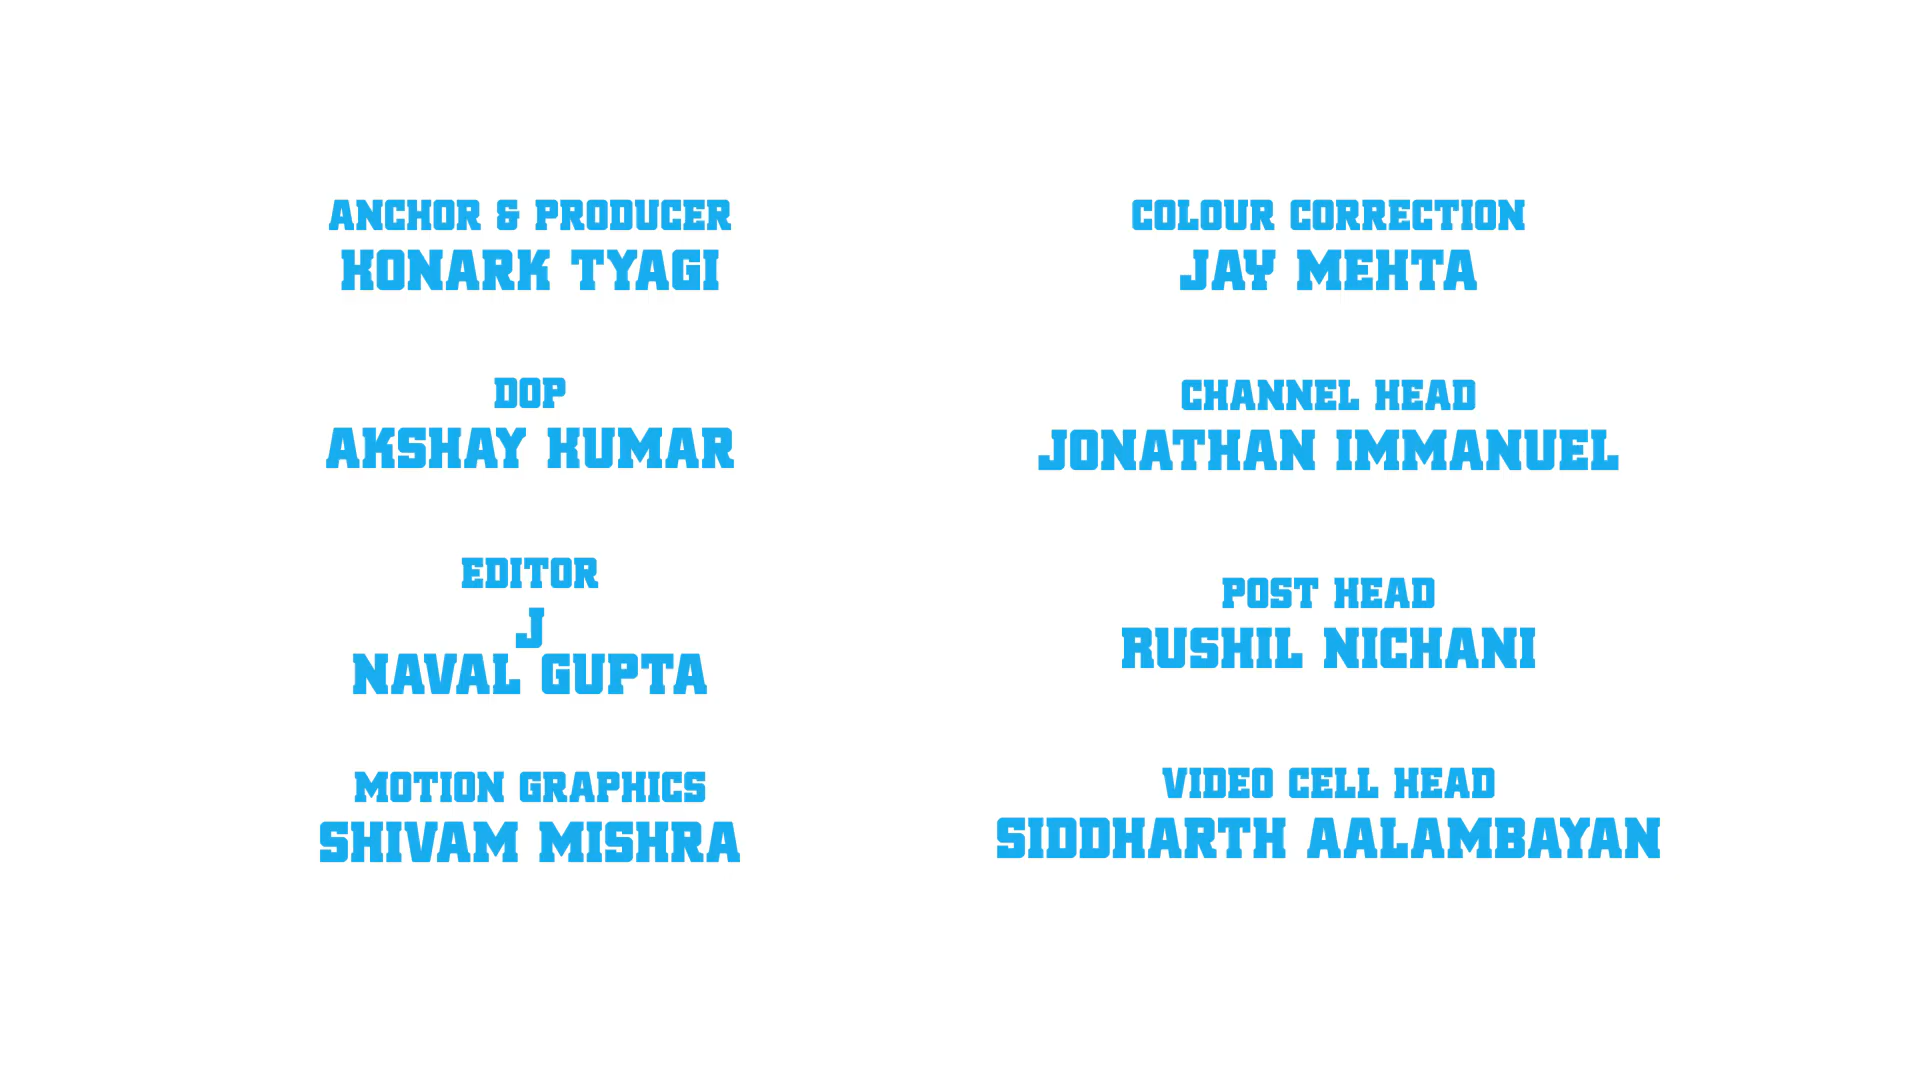 ANCHOR & PRODUCER
KONARK TYAGI
DOP
AKSHAY KUMAR
EDITOR
J
NAVAL GUPTA
MOTION GRAPHICS
SHIVAM MISHRA
COLOUR CORRECTION
JAY MEHTA
CHANNEL HEAD
JONATHAN IMMANUEL
POST HEAD
RUSHIL NICHANI
VIDEO CELL HEAD
SIDDHARTH AALAMBAYAN